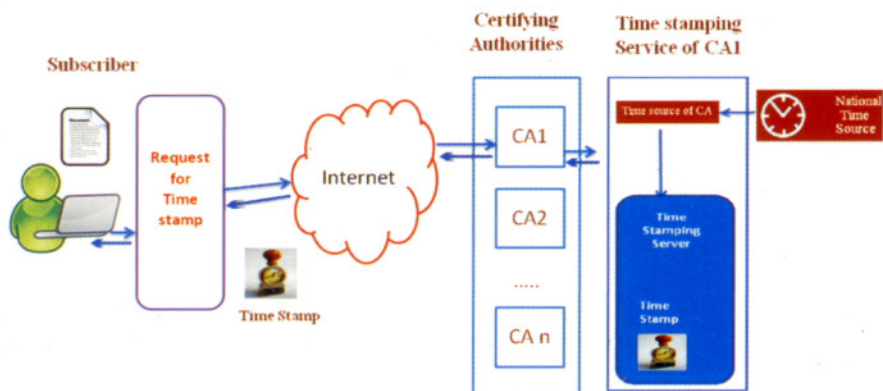 Certifying
Authorities
Time stamping
Service of CA1
Subscriber
Document
Request
for
Time
stamp
Time Stamp
Internet
CA1
CA2
.....
CA n
Time source of CA
National
Time
Source
Time
Stamping
Server
Time
Stamp